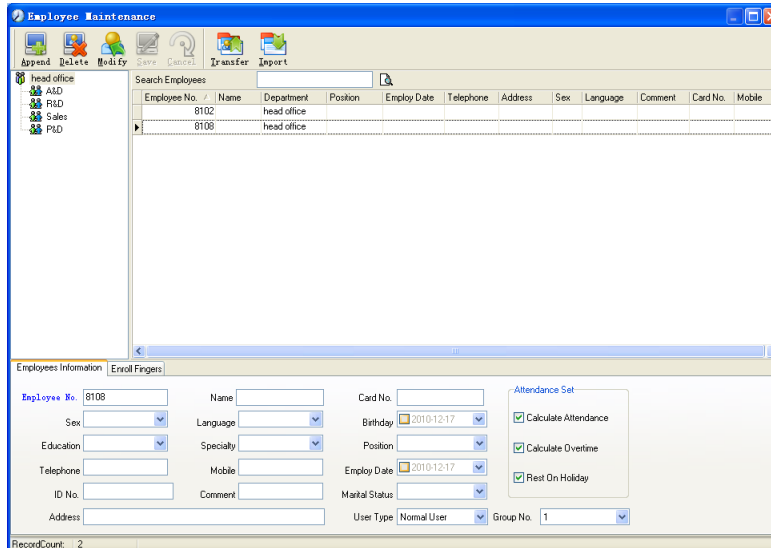 Employee Maintenance
Append Delete Modify Save Cancel Transfer Import
head office
A&D
R&D
Sales
P&D
Search Employees
Employee No. Name Department Position Employ Date Telephone Address Sex Language Comment Card No. Mobile
8102 head office
8108 head office
Employees Information Enroll Fingers
Employee No. 8108 Name Card No. Attendance Set
Sex Language Birthday 2010-12-17 Calculate Attendance
Education Specialty Position Calculate Overtime
Telephone Mobile Employ Date 2010-12-17 Rest On Holiday
ID No. Comment Marital Status
Address User Type Normal User Group No. 1
RecordCount: 2